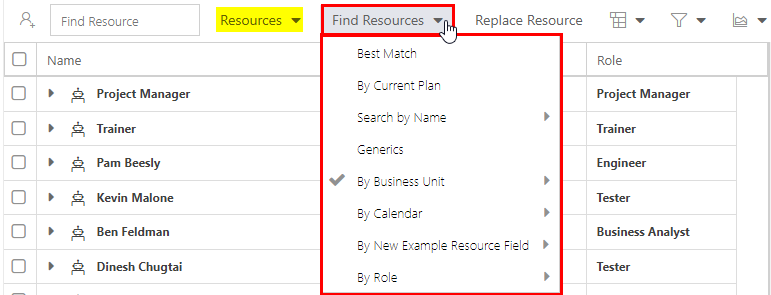 Find Resource Resources Find Resources Replace Resource
Name Role
Best Match
By Current Plan
Search by Name
Generics
By Business Unit
By Calendar
By New Example Resource Field
By Role
Project Manager Project Manager
Trainer Trainer
Pam Beesly Engineer
Kevin Malone Tester
Ben Feldman Business Analyst
Dinesh Chugtai Tester